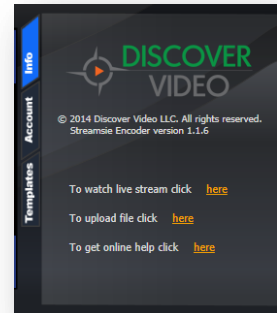 Info
Account
Templates
DISCOVER
VIDEO
© 2014 Discover Video LLC. All rights reserved.
Streamsie Encoder version 1.1.6
To watch live stream click here
To upload file click here
To get online help click here